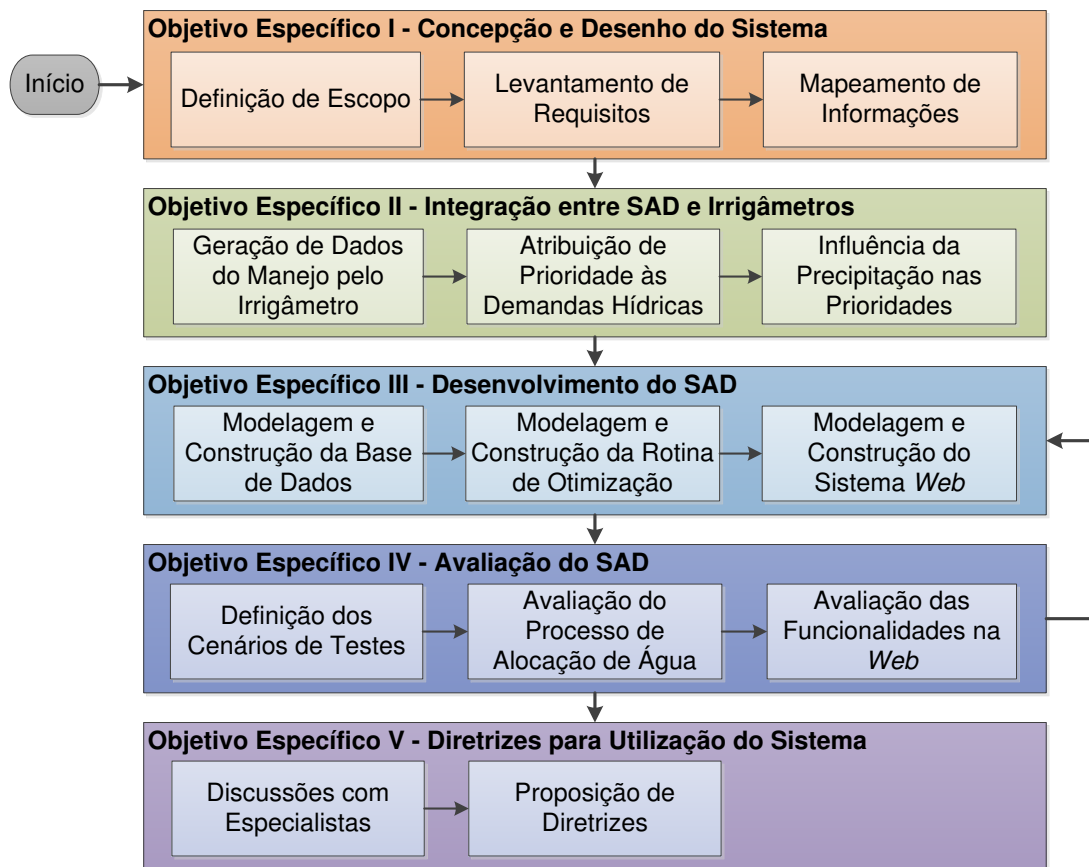 Início
Objetivo Específico I - Concepção e Desenho do Sistema
Definição de Escopo
Levantamento de
Requisitos
Mapeamento de
Informações
Objetivo Específico II - Integração entre SAD e Irrigâmetros
Geração de Dados
do Manejo pelo
Irrigâmetro
Atribuição de
Prioridade às
Demandas Hídricas
Influência da
Precipitação nas
Prioridades
Objetivo Específico III - Desenvolvimento do SAD
Modelagem e
Construção da Base
de Dados
Modelagem e
Construção da Rotina
de Otimização
Modelagem e
Construção do
Sistema Web
Objetivo Específico IV - Avaliação do SAD
Definição dos
Cenários de Testes
Avaliação do
Processo de
Alocação de Água
Avaliação das
Funcionalidades na
Web
Objetivo Específico V - Diretrizes para Utilização do Sistema
Discussões com
Especialistas
Proposição de
Diretrizes